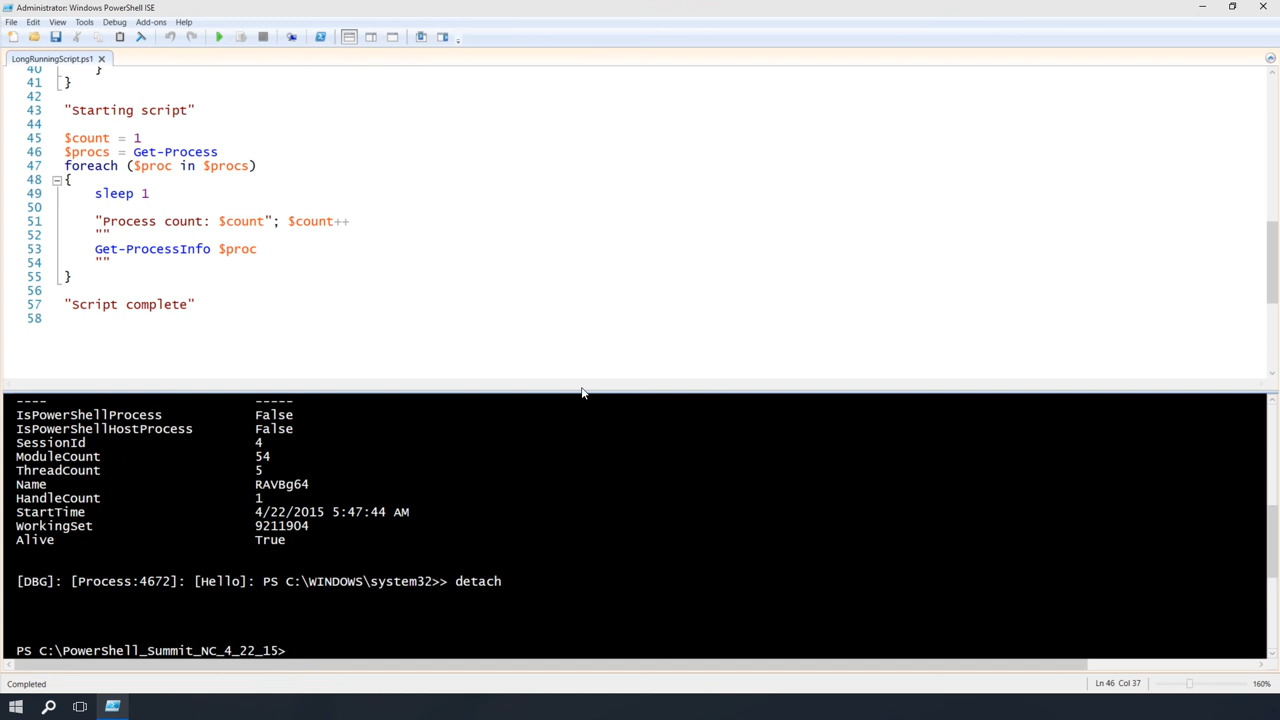 Administrator: Windows PowerShell ISE
File Edit View Tools Debug Add-ons Help
LongRunningScript.ps1
40 }
41 }
42
43 "Starting script"
44
45 $count = 1
46 $procs = Get-Process
47 foreach ($proc in $procs)
48 {
49 sleep 1
50
51 "Process count: $count"; $count++
52 ""
53 Get-ProcessInfo $proc
54 ""
55 }
56
57 "Script complete"
58
---- -----
IsPowerShellProcess False
IsPowerShellHostProcess False
SessionId 4
ModuleCount 54
ThreadCount 5
Name RAVBg64
HandleCount 1
StartTime 4/22/2015 5:47:44 AM
WorkingSet 9211904
Alive True
[DBG]: [Process:4672]: [Hello]: PS C:\WINDOWS\system32>> detach
PS C:\PowerShell_Summit_NC_4_22_15>
Completed Ln 46 Col 37 160%